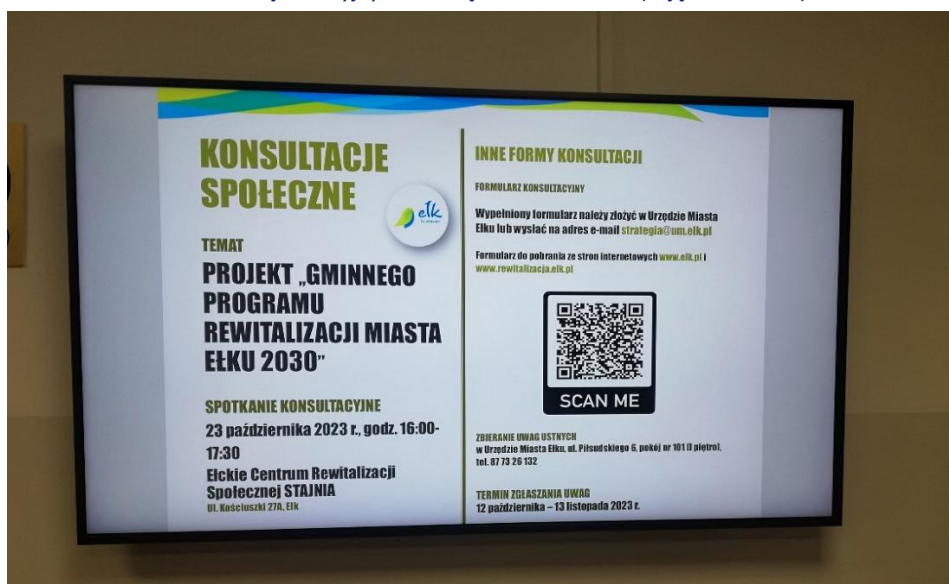 KONSULTACJE
SPOŁECZNE
ełk
TEMAT
PROJEKT „GMINNEGO
PROGRAMU
REWITALIZACJI MIASTA
EŁKU 2030”
SPOTKANIE KONSULTACYJNE
23 października 2023 r., godz. 16:00-
17:30
Ełckie Centrum Rewitalizacji
Społecznej STAJNIA
Ul. Kościuszki 27A, Ełk
INNE FORMY KONSULTACJI
FORMULARZ KONSULTACYJNY
Wypełniony formularz należy złożyć w Urzędzie Miasta
Ełku lub wysłać na adres e-mail strategia@um.elk.pl
Formularz do pobrania ze stron internetowych www.elk.pl i
www.rewitalizacja.elk.pl
SCAN ME
ZBIERANIE UWAG USTNYCH
w Urzędzie Miasta Ełku, ul. Piłsudskiego 6, pokój nr 101 (I piętro),
tel. 87 73 26 132
TERMIN ZGŁASZANIA UWAG
12 października – 13 listopada 2023 r.